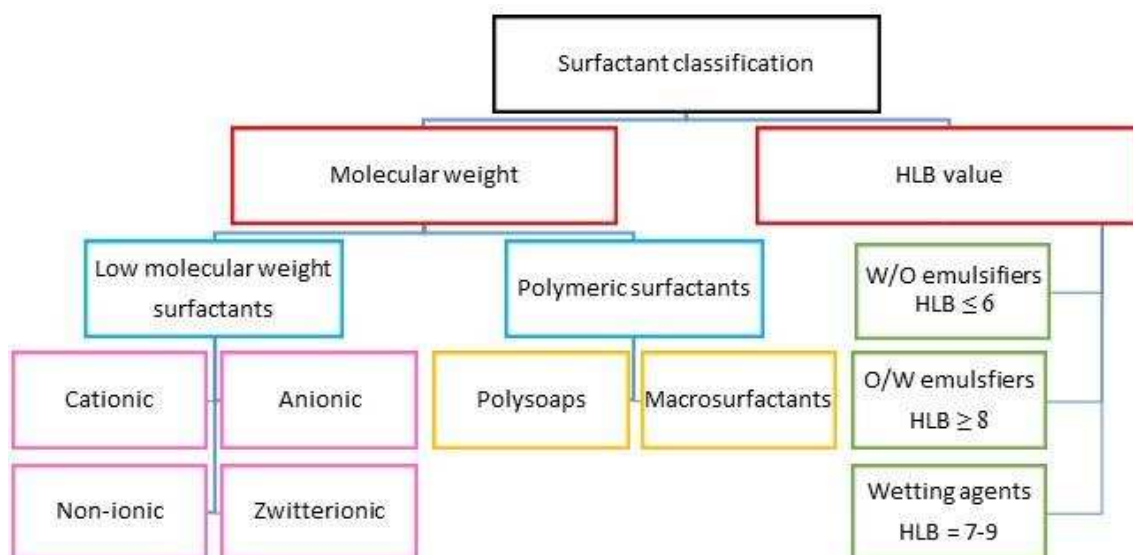 Surfactant classification
Molecular weight
HLB value
Low molecular weight
surfactants
Polymeric surfactants
W/O emulsifiers
HLB ≤ 6
Cationic
Anionic
Polysoaps
Macrosurfactants
O/W emulsfiers
HLB ≥ 8
Non-ionic
Zwitterionic
Wetting agents
HLB = 7-9